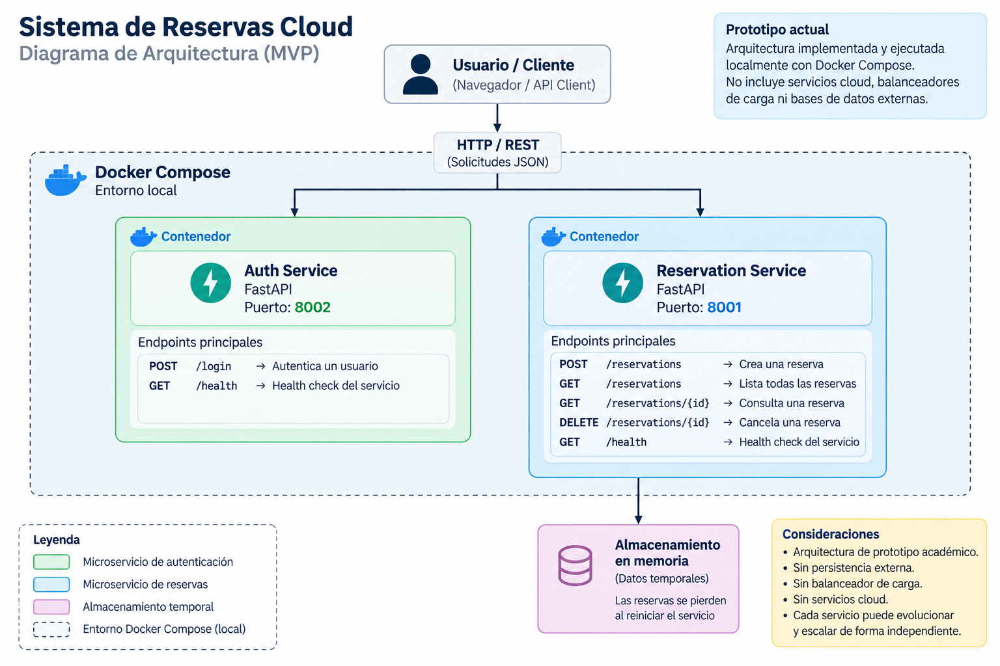 Sistema de Reservas Cloud
Diagrama de Arquitectura (MVP)
Usuario / Cliente
(Navegador / API Client)
Prototipo actual
Arquitectura implementada y ejecutada
localmente con Docker Compose.
No incluye servicios cloud, balanceadores
de carga ni bases de datos externas.
HTTP / REST
(Solicitudes JSON)
Docker Compose
Entorno local
Contenedor
Auth Service
FastAPI
Puerto: 8002
Endpoints principales
POST /login → Autentica un usuario
GET /health → Health check del servicio
Contenedor
Reservation Service
FastAPI
Puerto: 8001
Endpoints principales
POST /reservations → Crea una reserva
GET /reservations → Lista todas las reservas
GET /reservations/{id} → Consulta una reserva
DELETE /reservations/{id} → Cancela una reserva
GET /health → Health check del servicio
Leyenda
Microservicio de autenticación
Microservicio de reservas
Almacenamiento temporal
Entorno Docker Compose (local)
Almacenamiento
en memoria
(Datos temporales)
Las reservas se pierden
al reiniciar el servicio
Consideraciones
• Arquitectura de prototipo académico.
• Sin persistencia externa.
• Sin balanceador de carga.
• Sin servicios cloud.
• Cada servicio puede evolucionar
y escalar de forma independiente.